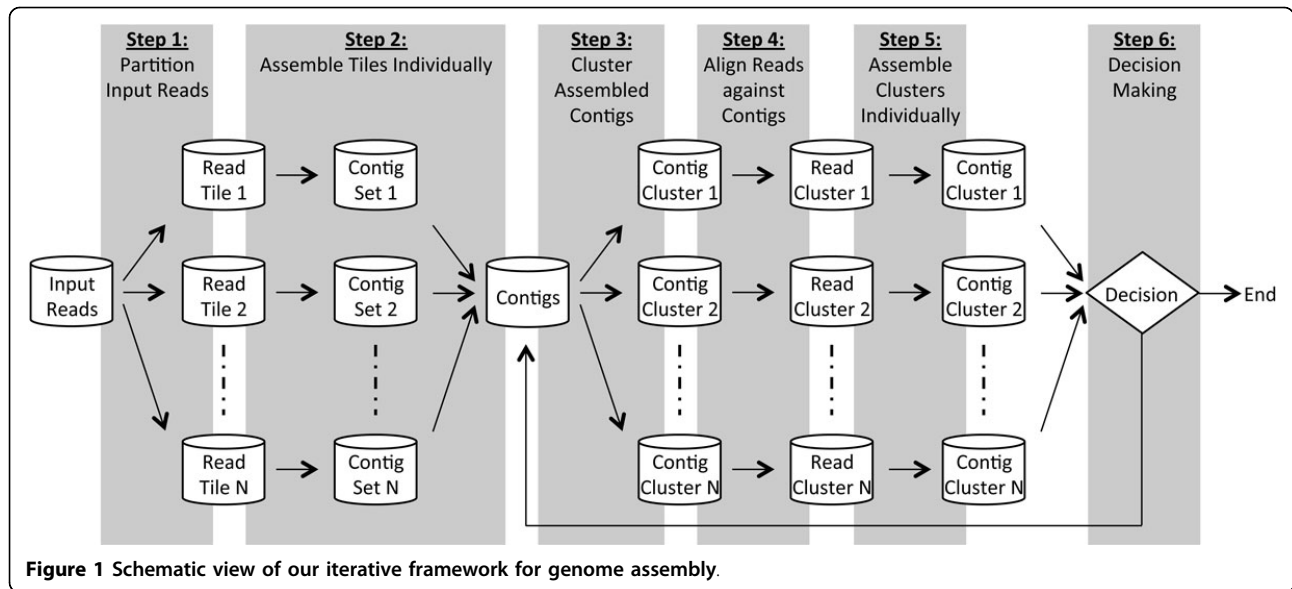 Step 1:
Partition
Input Reads
Step 2:
Assemble Tiles Individually
Step 3:
Cluster
Assembled
Contigs
Step 4:
Align Reads
against
Contigs
Step 5:
Assemble
Clusters
Individually
Step 6:
Decision
Making
Input
Reads
Read
Tile 1
Contig
Set 1
Read
Tile 2
Contig
Set 2
Read
Tile N
Contig
Set N
Contigs
Contig
Cluster 1
Read
Cluster 1
Contig
Cluster 1
Contig
Cluster 2
Read
Cluster 2
Contig
Cluster 2
Contig
Cluster N
Read
Cluster N
Contig
Cluster N
Decision
End
Figure 1 Schematic view of our iterative framework for genome assembly.